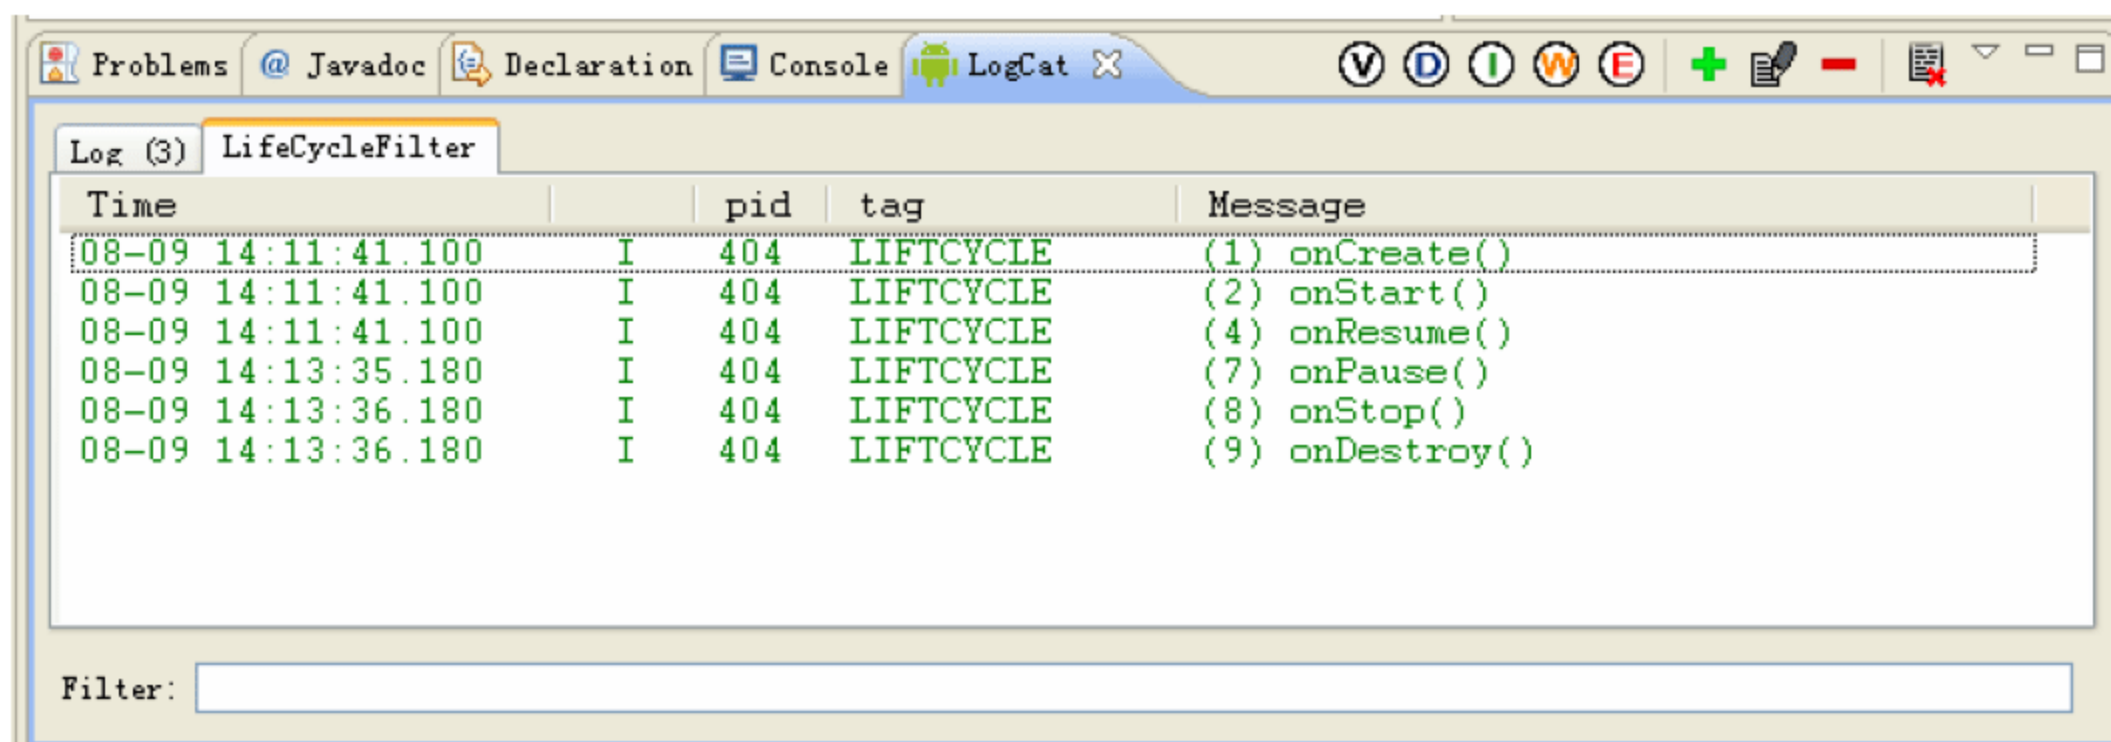 Problems @ Javadoc Declaration Console LogCat V D I W E
Log (3) LifeCycleFilter
Time pid tag Message
08-09 14:11:41.100 I 404 LIFTCYCLE (1) onCreate()
08-09 14:11:41.100 I 404 LIFTCYCLE (2) onStart()
08-09 14:11:41.100 I 404 LIFTCYCLE (4) onResume()
08-09 14:13:35.180 I 404 LIFTCYCLE (7) onPause()
08-09 14:13:36.180 I 404 LIFTCYCLE (8) onStop()
08-09 14:13:36.180 I 404 LIFTCYCLE (9) onDestroy()
Filter: